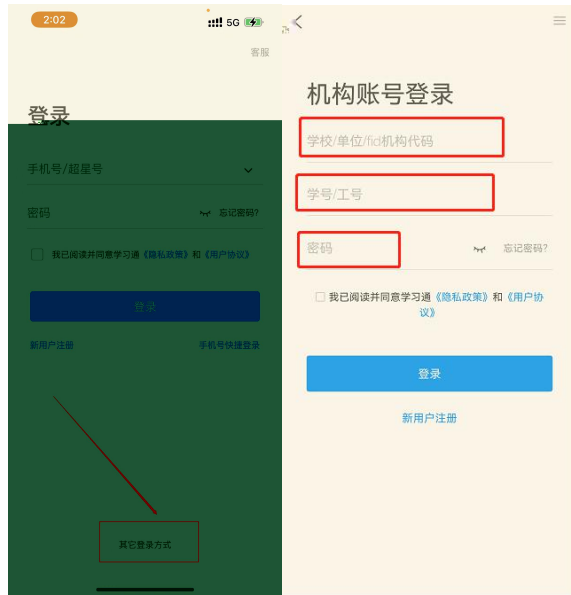 2:02
5G
客服
登录
手机号/超星号
密码
忘记密码?
我已阅读并同意学习通《隐私政策》和《用户协议》
登录
新用户注册
手机号快捷登录
其它登录方式
机构账号登录
学校/单位/fid机构代码
学号/工号
密码
忘记密码?
我已阅读并同意学习通《隐私政策》和《用户协
议》
登录
新用户注册